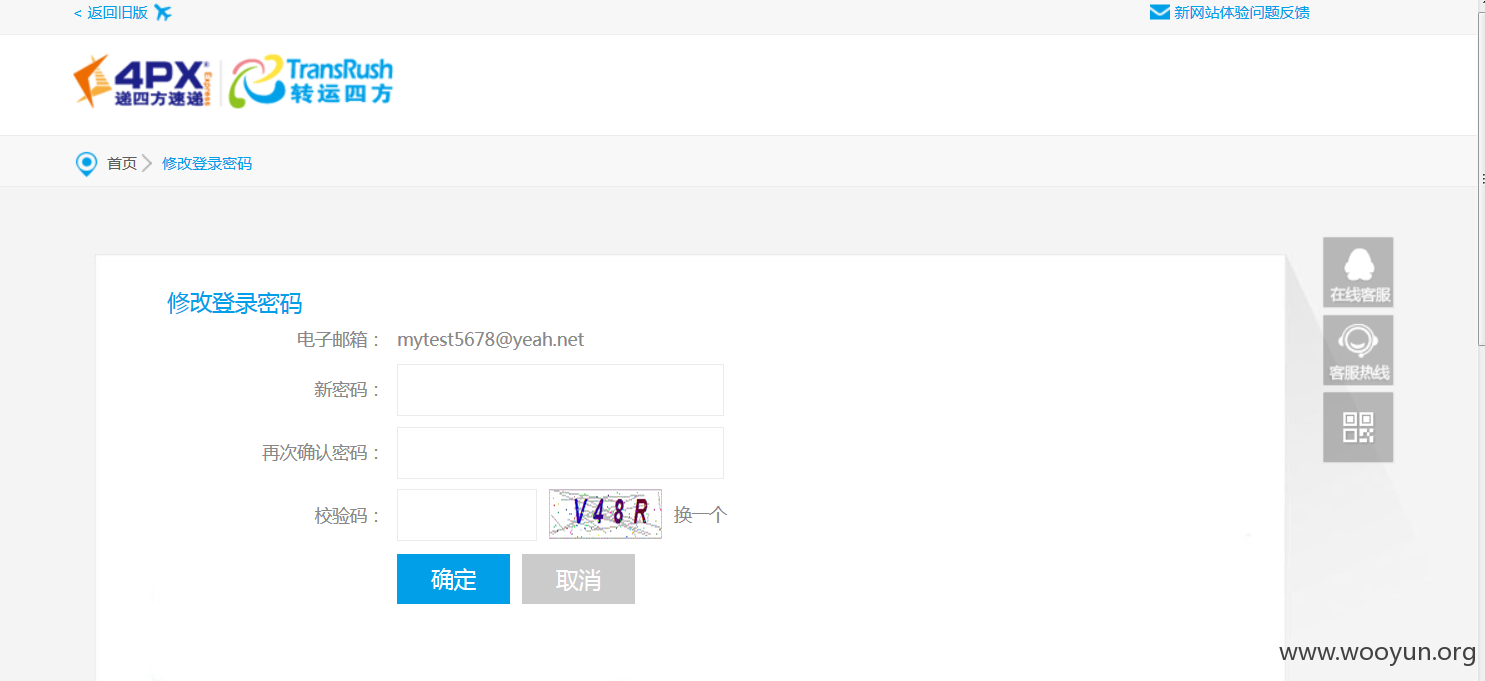 < 返回旧版
新网站体验问题反馈
4PX Express 递四方速递
TransRush 转运四方
首页 修改登录密码
修改登录密码
电子邮箱： mytest5678@yeah.net
新密码：
再次确认密码：
校验码： V48R 换一个
确定 取消
在线客服
客服热线
www.wooyun.org